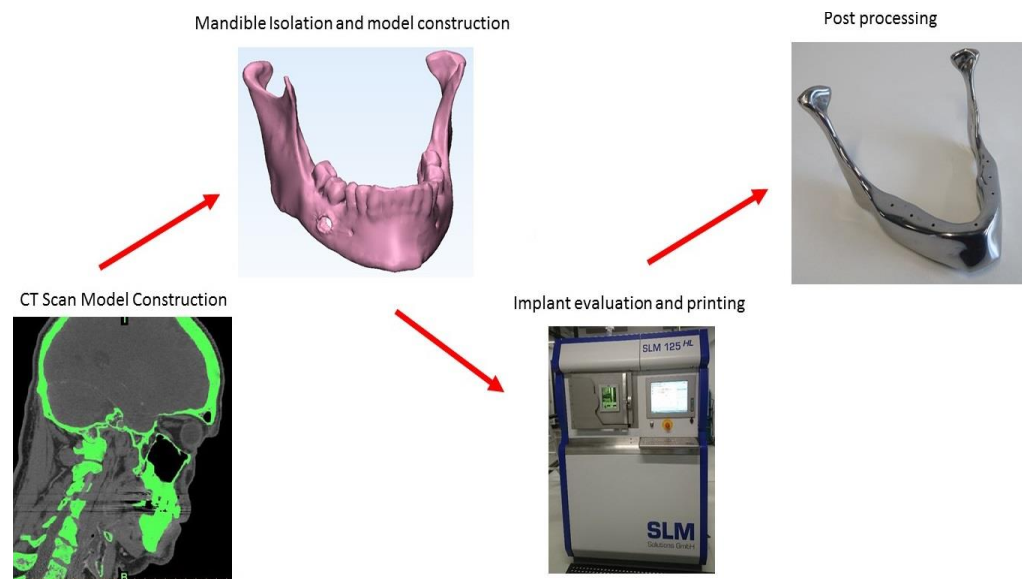 Mandible Isolation and model construction
Post processing
CT Scan Model Construction
Implant evaluation and printing
SLM 125 HL
SLM
Solutions GmbH